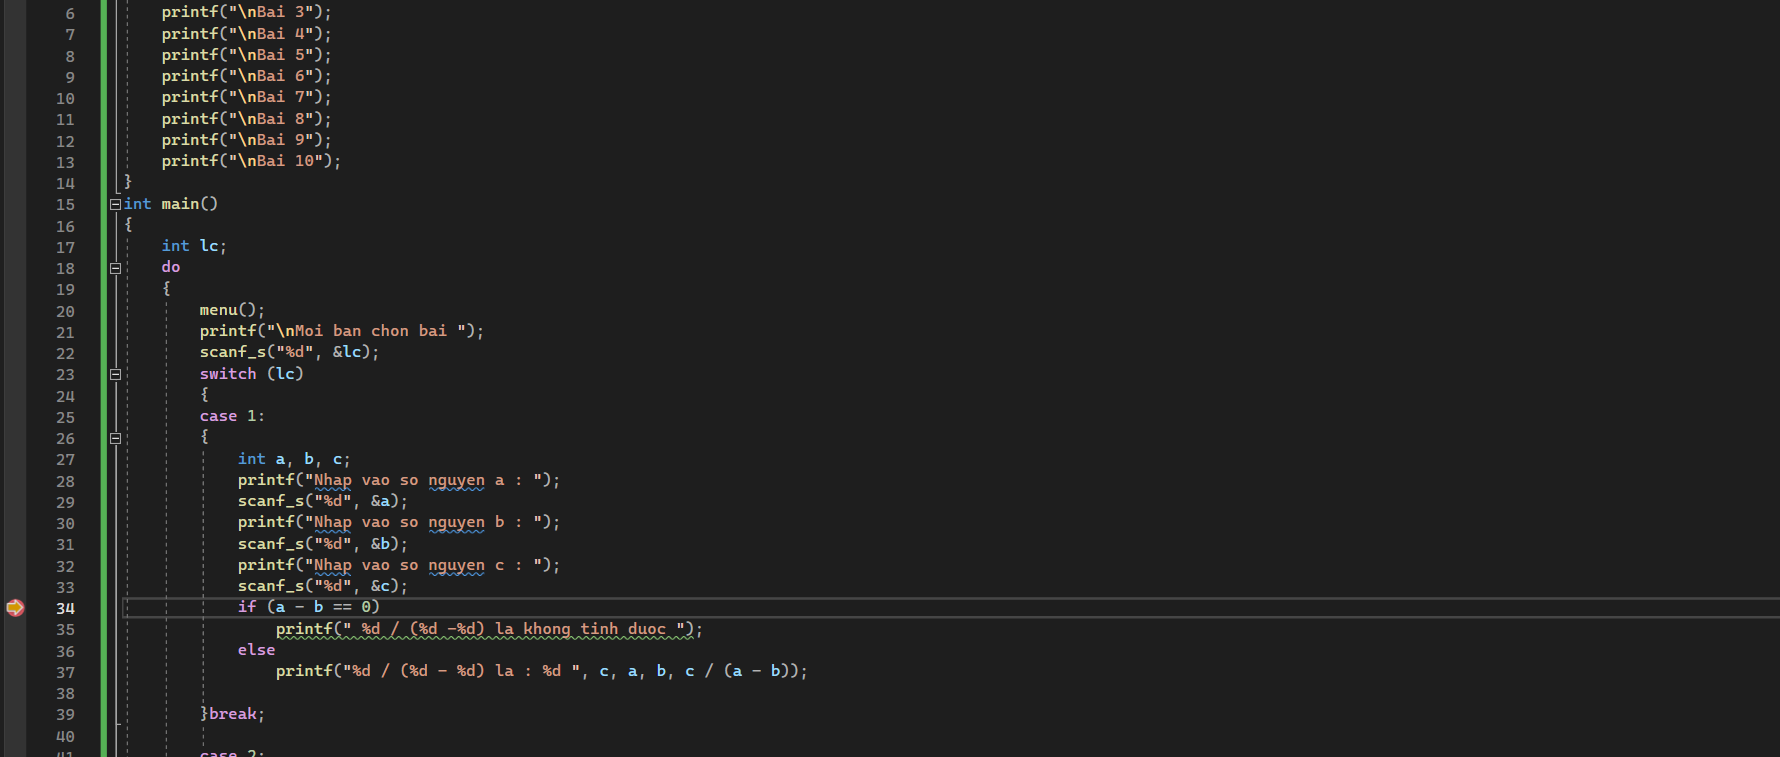 6 printf("\nBai 3");
7 printf("\nBai 4");
8 printf("\nBai 5");
9 printf("\nBai 6");
10 printf("\nBai 7");
11 printf("\nBai 8");
12 printf("\nBai 9");
13 printf("\nBai 10");
14 }
15 int main()
16 {
17 int lc;
18 do
19 {
20 menu();
21 printf("\nMoi ban chon bai ");
22 scanf_s("%d", &lc);
23 switch (lc)
24 {
25 case 1:
26 {
27 int a, b, c;
28 printf("Nhap vao so nguyen a : ");
29 scanf_s("%d", &a);
30 printf("Nhap vao so nguyen b : ");
31 scanf_s("%d", &b);
32 printf("Nhap vao so nguyen c : ");
33 scanf_s("%d", &c);
34 if (a - b == 0)
35 printf(" %d / (%d -%d) la khong tinh duoc ");
36 else
37 printf("%d / (%d - %d) la : %d ", c, a, b, c / (a - b));
38
39 }break;
40
41 case 2: